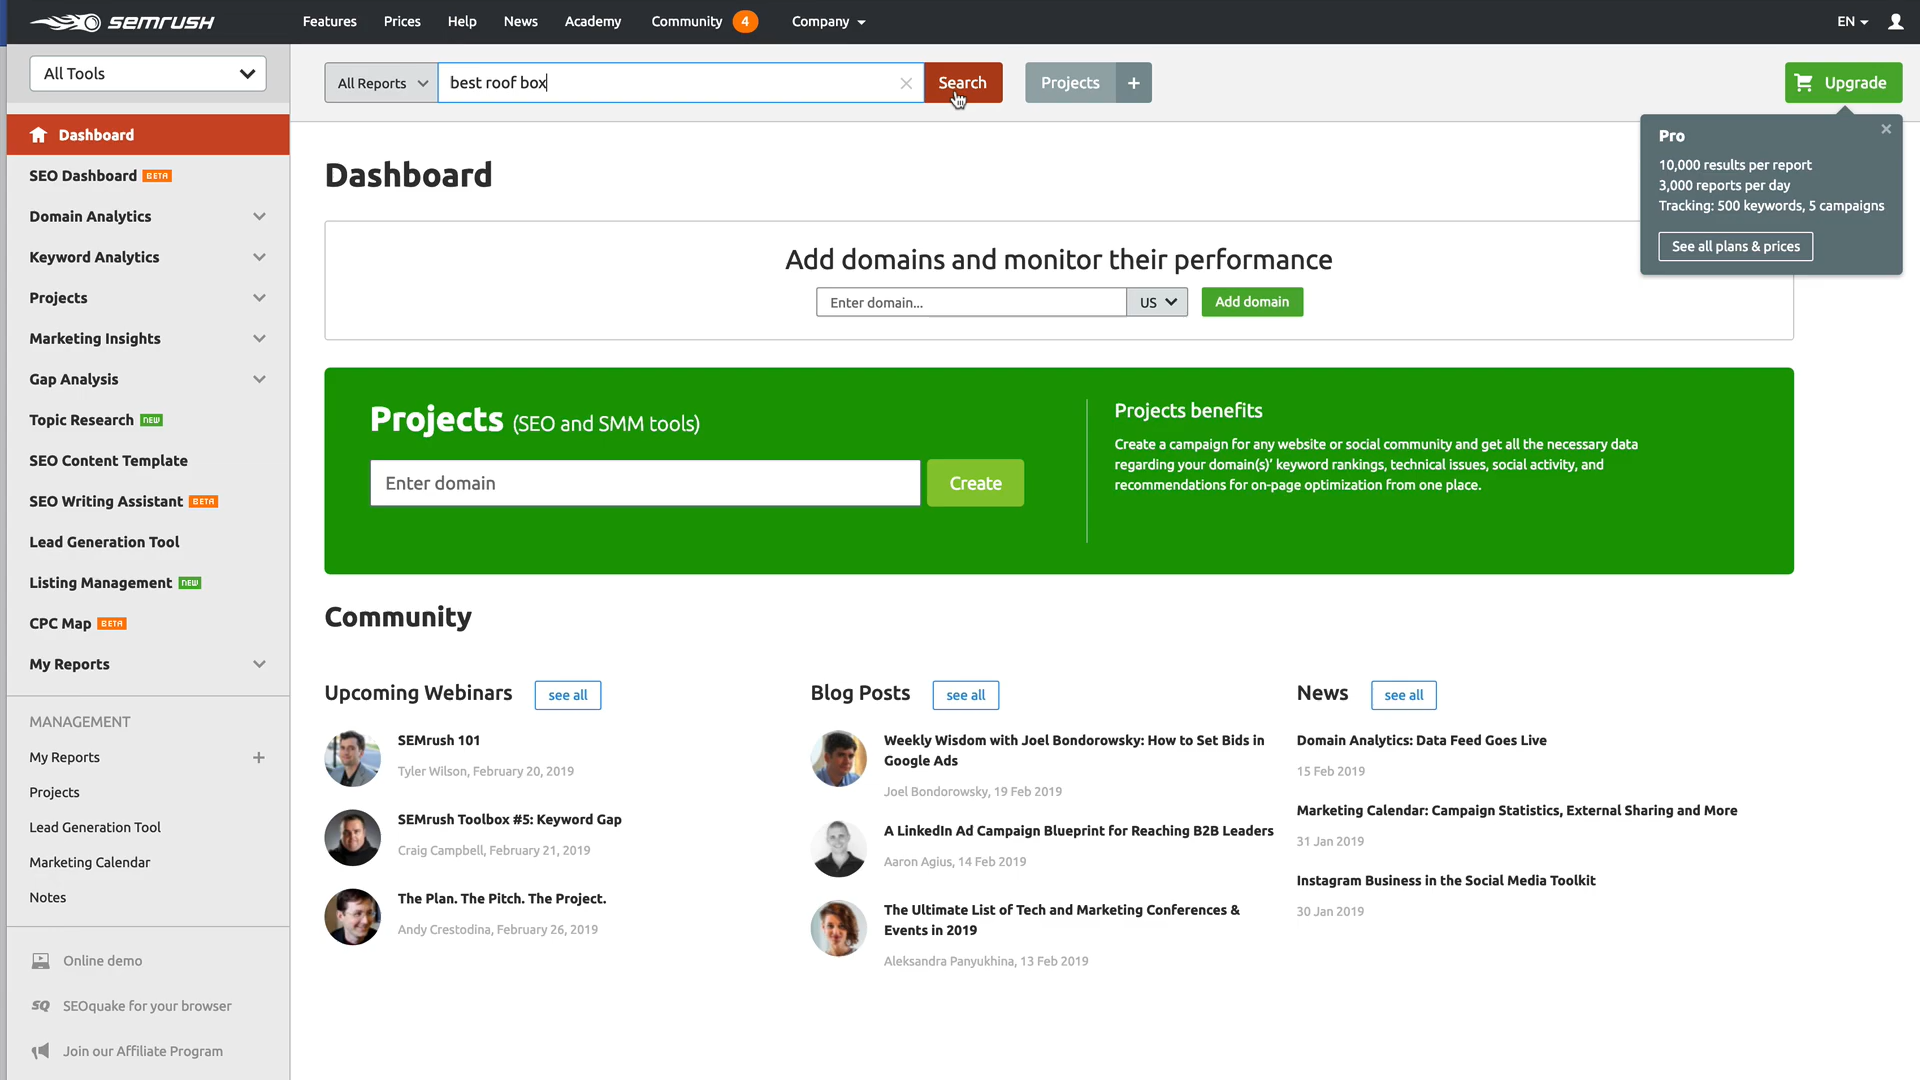 SEMRUSH
Features
Prices
Help
News
Academy
Community
4
Company
EN
All Tools
All Reports
best roof box
Search
Projects
+
Upgrade
Pro
10,000 results per report
3,000 reports per day
Tracking: 500 keywords, 5 campaigns
See all plans & prices
Dashboard
SEO Dashboard BETA
Domain Analytics
Keyword Analytics
Projects
Marketing Insights
Gap Analysis
Topic Research NEW
SEO Content Template
SEO Writing Assistant BETA
Lead Generation Tool
Listing Management NEW
CPC Map BETA
My Reports
MANAGEMENT
My Reports
Projects
Lead Generation Tool
Marketing Calendar
Notes
Online demo
SQ SEOquake for your browser
Join our Affiliate Program
Dashboard
Add domains and monitor their performance
Enter domain...
US
Add domain
Projects (SEO and SMM tools)
Enter domain
Create
Projects benefits
Create a campaign for any website or social community and get all the necessary data
regarding your domain(s)' keyword rankings, technical issues, social activity, and
recommendations for on-page optimization from one place.
Community
Upcoming Webinars
see all
SEMrush 101
Tyler Wilson, February 20, 2019
SEMrush Toolbox #5: Keyword Gap
Craig Campbell, February 21, 2019
The Plan. The Pitch. The Project.
Andy Crestodina, February 26, 2019
Blog Posts
see all
Weekly Wisdom with Joel Bondorowsky: How to Set Bids in
Google Ads
Joel Bondorowsky, 19 Feb 2019
A LinkedIn Ad Campaign Blueprint for Reaching B2B Leaders
Aaron Agius, 14 Feb 2019
The Ultimate List of Tech and Marketing Conferences &
Events in 2019
Aleksandra Panyukhina, 13 Feb 2019
News
see all
Domain Analytics: Data Feed Goes Live
15 Feb 2019
Marketing Calendar: Campaign Statistics, External Sharing and More
31 Jan 2019
Instagram Business in the Social Media Toolkit
30 Jan 2019